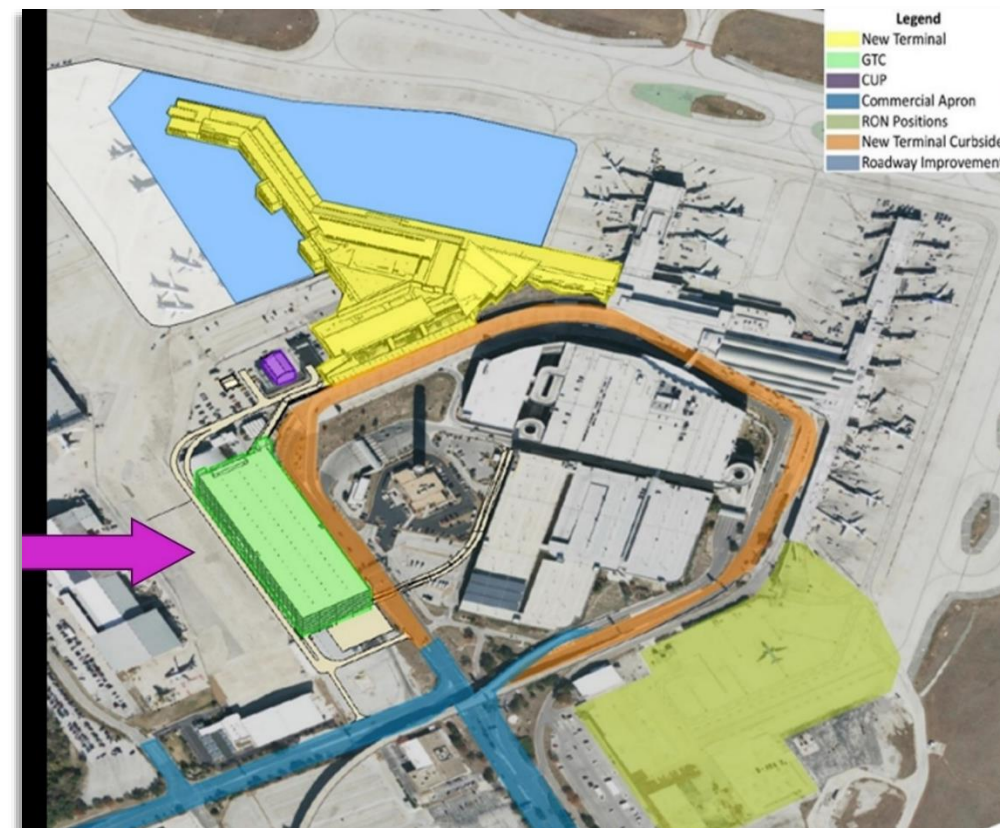 Legend
New Terminal
GTC
CUP
Commercial Apron
RON Positions
New Terminal Curbside
Roadway Improvement